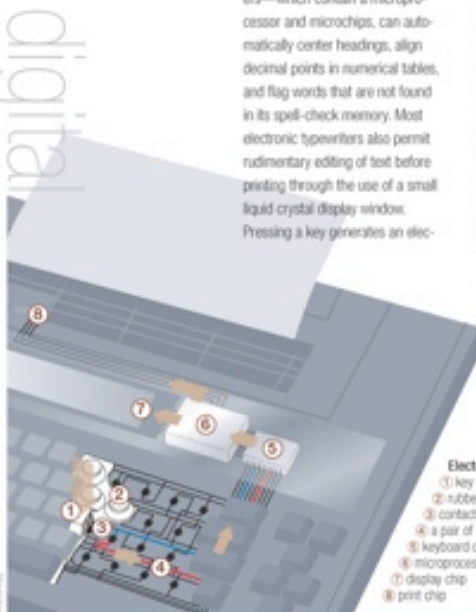 digital
ers—which contain a micropro-
cessor and microchips, can auto-
matically center headings, align
decimal points in numerical tables,
and flag words that are not found
in its spell-check memory. Most
electronic typewriters also permit
rudimentary editing of text before
printing through the use of a small
liquid crystal display window.
Pressing a key generates an elec-
⑧
⑦
⑥
⑤
②
①
③
④
Elect
① key
② rubbe
③ contact
④ a pair of
⑤ keyboard c
⑥ microproces
⑦ display chip
⑧ print chip